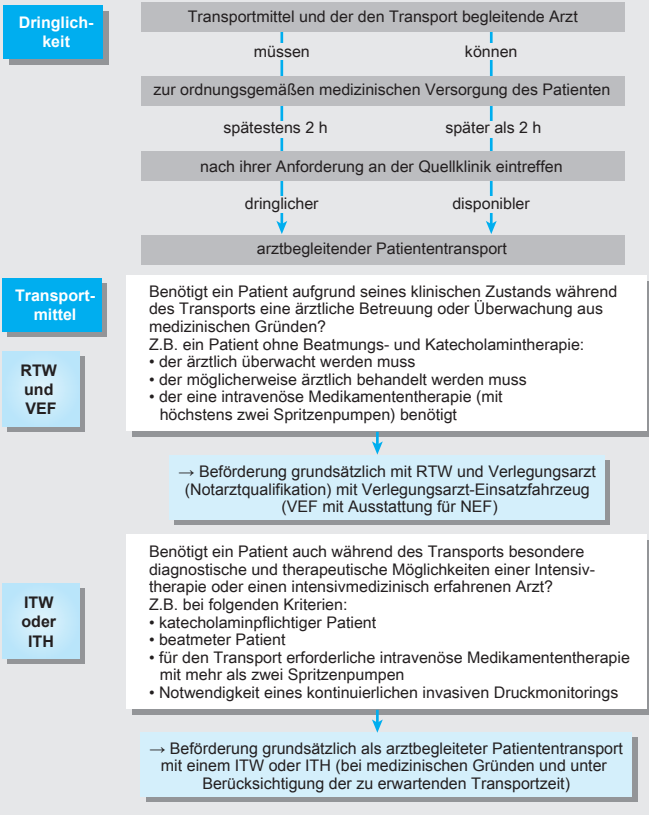 Dringlich-
keit
Transportmittel und der den Transport begleitende Arzt
müssen können
zur ordnungsgemäßen medizinischen Versorgung des Patienten
spätestens 2 h später als 2 h
nach ihrer Anforderung an der Quellklinik eintreffen
dringlicher disponibler
arztbegleitender Patiententransport
Transport-
mittel
RTW
und
VEF
Benötigt ein Patient aufgrund seines klinischen Zustands während
des Transports eine ärztliche Betreuung oder Überwachung aus
medizinischen Gründen?
Z.B. ein Patient ohne Beatmungs- und Katecholamintherapie:
• der ärztlich überwacht werden muss
• der möglicherweise ärztlich behandelt werden muss
• der eine intravenöse Medikamententherapie (mit
höchstens zwei Spritzenpumpen) benötigt
→ Beförderung grundsätzlich mit RTW und Verlegungsarzt
(Notarztqualifikation) mit Verlegungsarzt-Einsatzfahrzeug
(VEF mit Ausstattung für NEF)
ITW
oder
ITH
Benötigt ein Patient auch während des Transports besondere
diagnostische und therapeutische Möglichkeiten einer Intensiv-
therapie oder einen intensivmedizinisch erfahrenen Arzt?
Z.B. bei folgenden Kriterien:
• katecholaminpflichtiger Patient
• beatmeter Patient
• für den Transport erforderliche intravenöse Medikamententherapie
mit mehr als zwei Spritzenpumpen
• Notwendigkeit eines kontinuierlichen invasiven Druckmonitorings
→ Beförderung grundsätzlich als arztbegleiteter Patiententransport
mit einem ITW oder ITH (bei medizinischen Gründen und unter
Berücksichtigung der zu erwartenden Transportzeit)